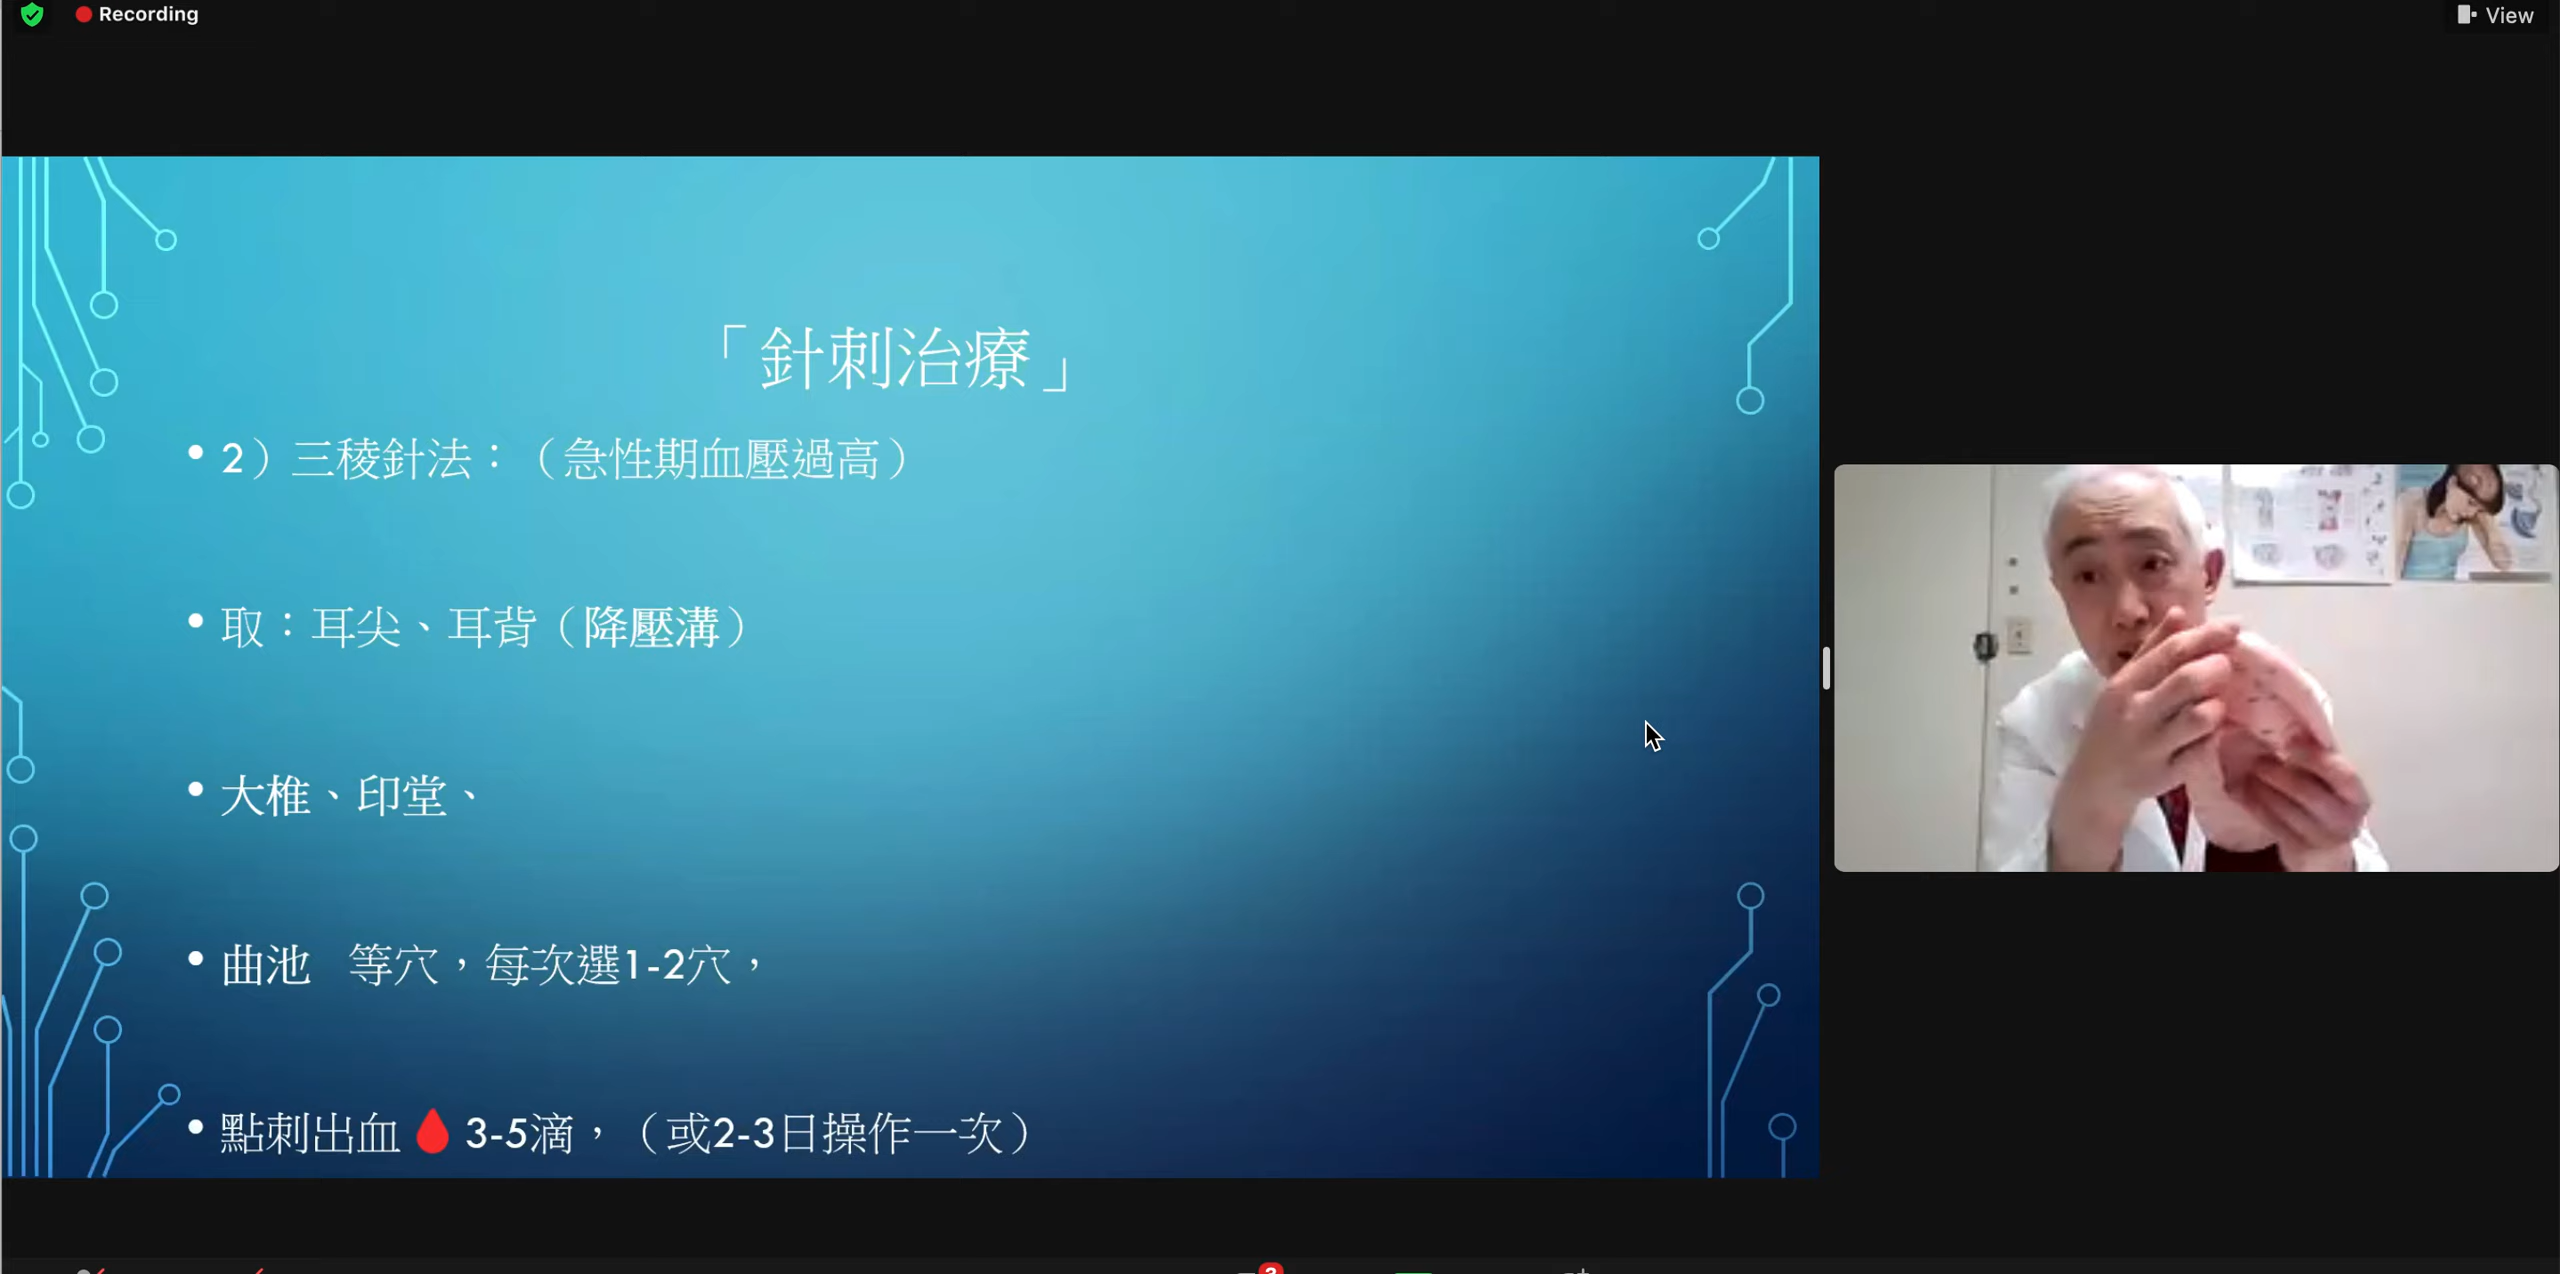 Recording
View
「針刺治療」
• 2）三稜針法：（急性期血壓過高）
• 取：耳尖、耳背（降壓溝）
• 大椎、印堂、
• 曲池 等穴，每次選1-2穴，
• 點刺出血🩸3-5滴，（或2-3日操作一次）